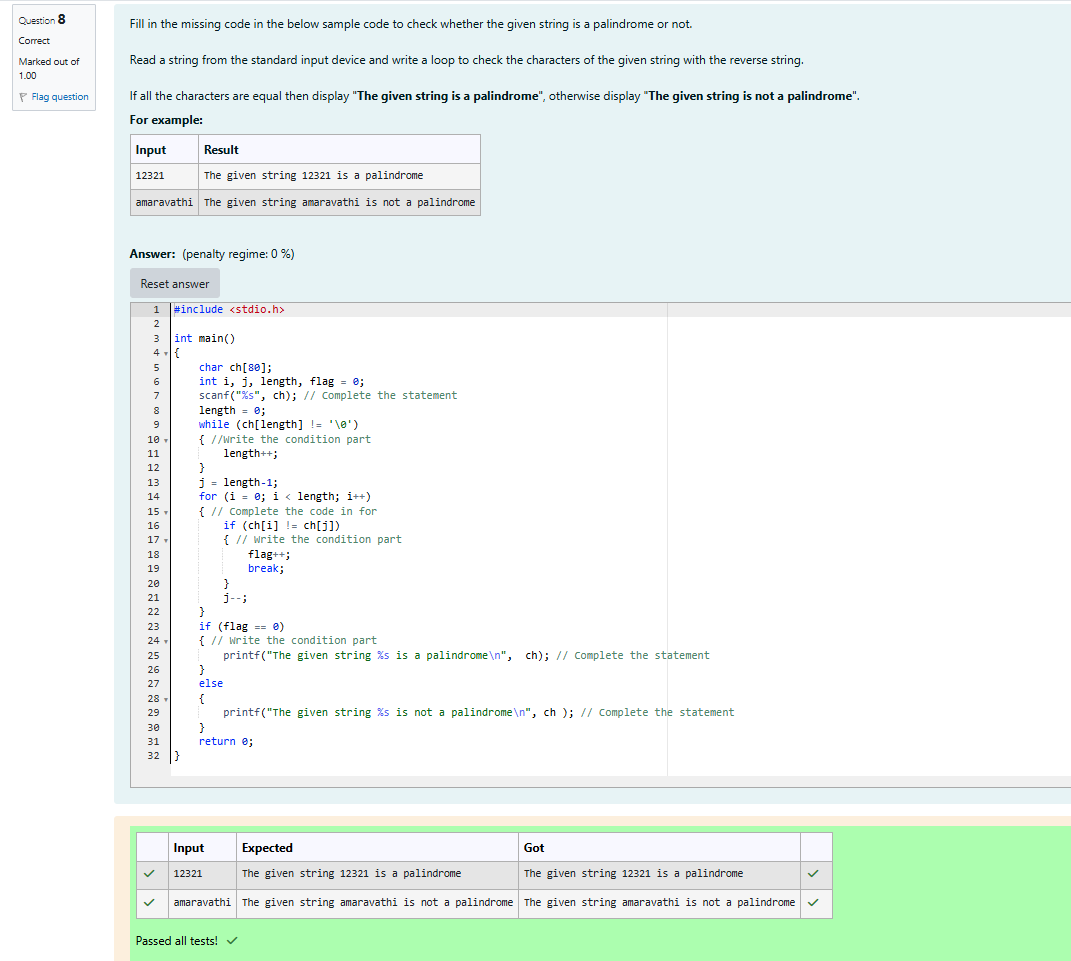 Question 8
Correct
Marked out of
1.00
Flag question
Fill in the missing code in the below sample code to check whether the given string is a palindrome or not.
Read a string from the standard input device and write a loop to check the characters of the given string with the reverse string.
If all the characters are equal then display "The given string is a palindrome", otherwise display "The given string is not a palindrome".
For example:
Input Result
12321 The given string 12321 is a palindrome
amaravathi The given string amaravathi is not a palindrome
Answer: (penalty regime: 0 %)
Reset answer
1 #include <stdio.h>
2
3 int main()
4 {
5     char ch[80];
6     int i, j, length, flag = 0;
7     scanf("%s", ch); // Complete the statement
8     length = 0;
9     while (ch[length] != '\0')
10     { //Write the condition part
11         length++;
12     }
13     j = length-1;
14     for (i = 0; i < length; i++)
15     { // Complete the code in for
16         if (ch[i] != ch[j])
17         { // Write the condition part
18             flag++;
19             break;
20         }
21         j--;
22     }
23     if (flag == 0)
24     { // Write the condition part
25         printf("The given string %s is a palindrome\n",  ch); // Complete the statement
26     }
27     else
28     {
29         printf("The given string %s is not a palindrome\n", ch ); // Complete the statement
30     }
31     return 0;
32 }
Input Expected Got
12321 The given string 12321 is a palindrome The given string 12321 is a palindrome
amaravathi The given string amaravathi is not a palindrome The given string amaravathi is not a palindrome
Passed all tests!